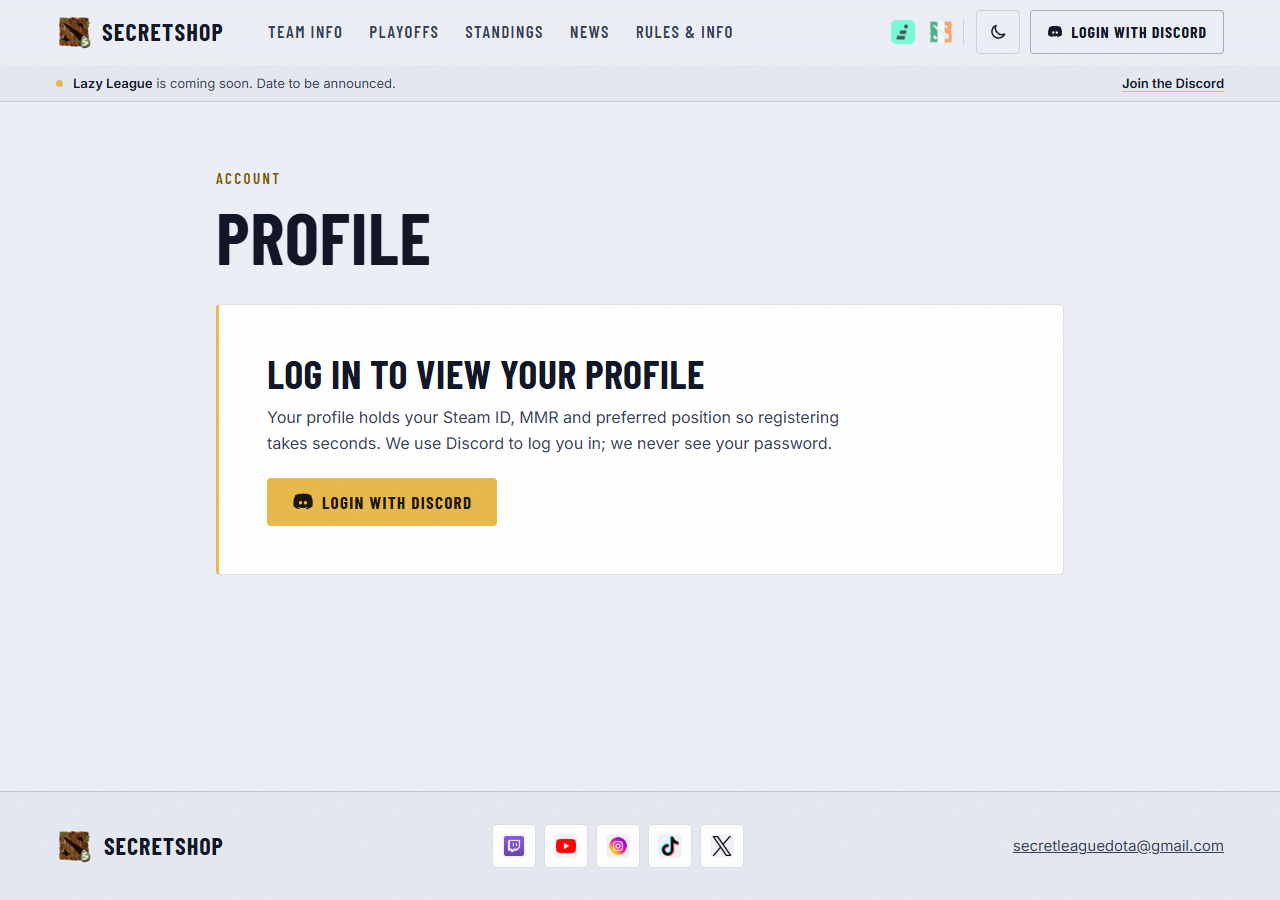 SECRETSHOP TEAM INFO PLAYOFFS STANDINGS NEWS RULES & INFO LOGIN WITH DISCORD
Lazy League is coming soon. Date to be announced. Join the Discord
ACCOUNT
PROFILE
LOG IN TO VIEW YOUR PROFILE
Your profile holds your Steam ID, MMR and preferred position so registering
takes seconds. We use Discord to log you in; we never see your password.
LOGIN WITH DISCORD
SECRETSHOP secretleaguedota@gmail.com